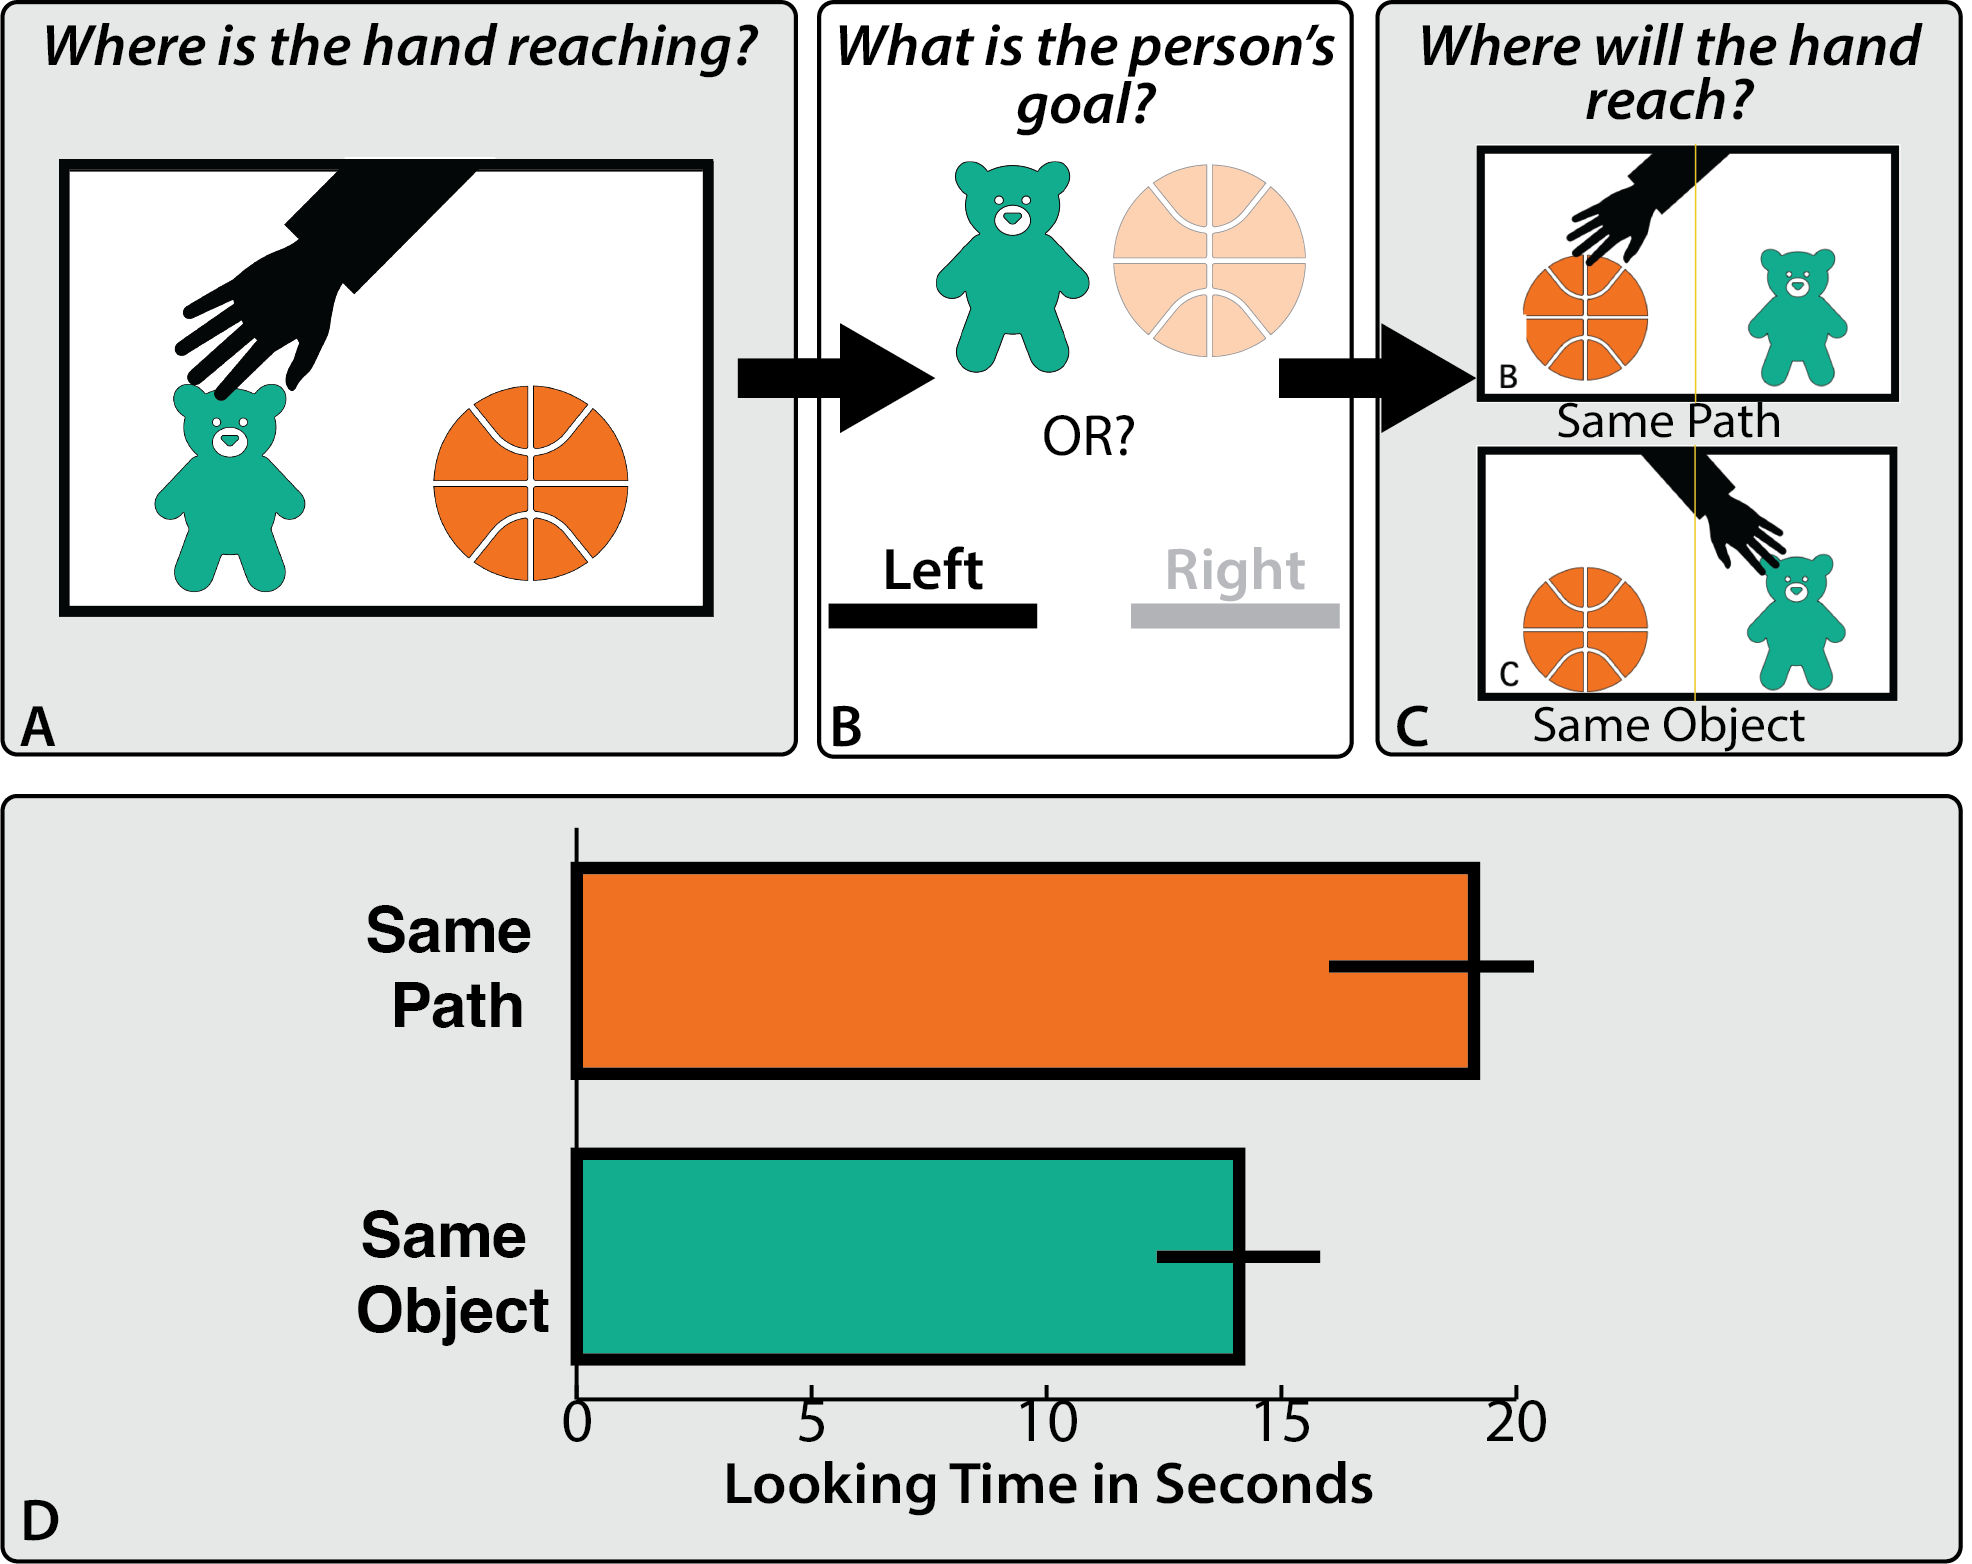 Where is the hand reaching?
A
What is the person's
goal?
OR?
Left
Right
B
Where will the hand
reach?
B
Same Path
C
Same Object
C
Same
Path
Same
Object
0 5 10 15 20
Looking Time in Seconds
D